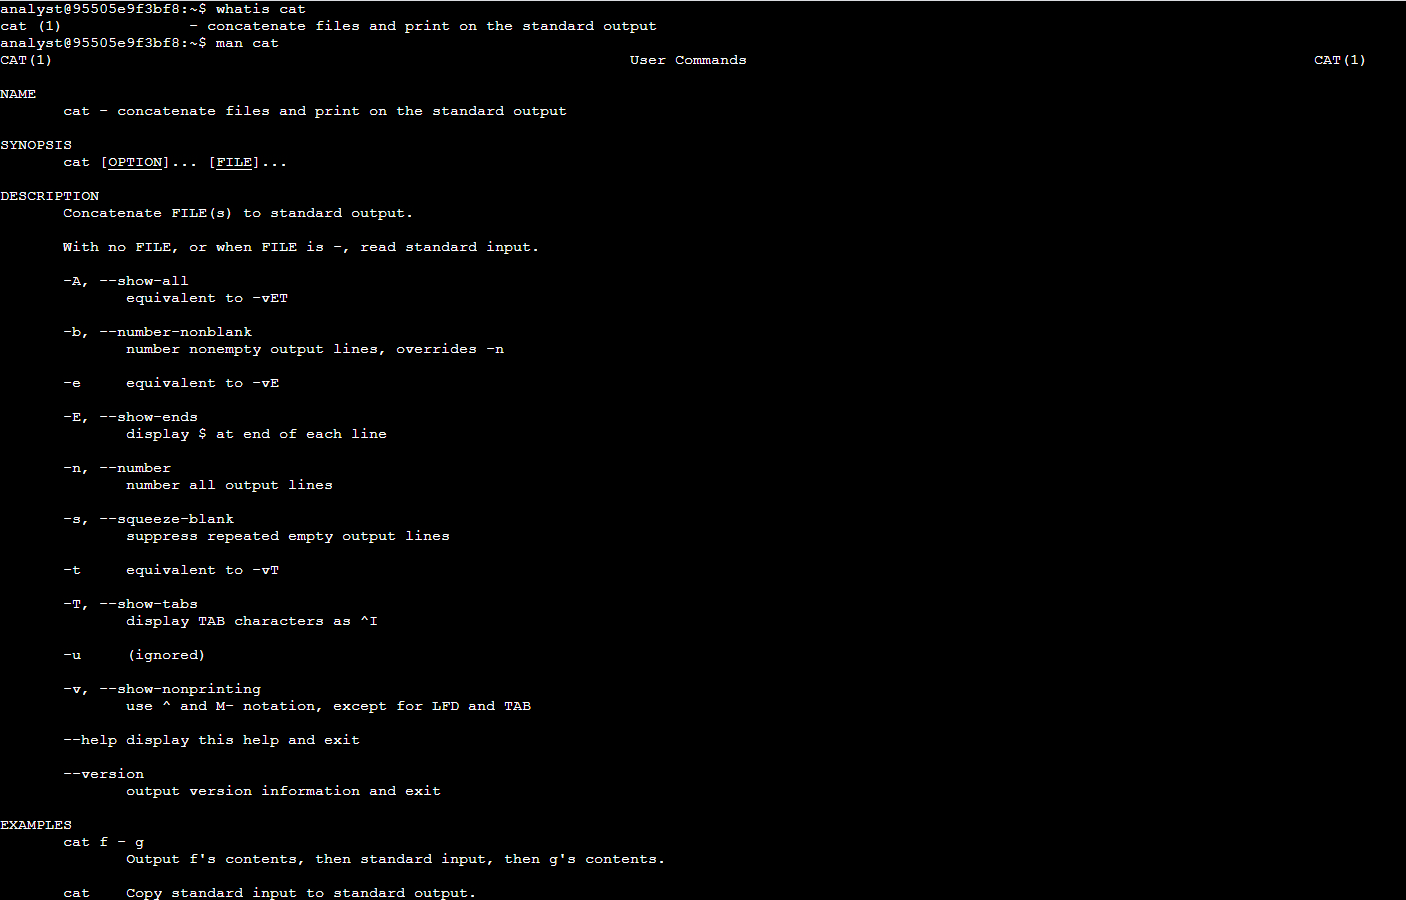 analyst@95505e9f3bf8:~$ whatis cat
cat (1)              - concatenate files and print on the standard output
analyst@95505e9f3bf8:~$ man cat
CAT(1)                                                                User Commands                                                               CAT(1)
NAME
       cat - concatenate files and print on the standard output
SYNOPSIS
       cat [OPTION]... [FILE]...
DESCRIPTION
       Concatenate FILE(s) to standard output.
       With no FILE, or when FILE is -, read standard input.
       -A, --show-all
              equivalent to -vET
       -b, --number-nonblank
              number nonempty output lines, overrides -n
       -e     equivalent to -vE
       -E, --show-ends
              display $ at end of each line
       -n, --number
              number all output lines
       -s, --squeeze-blank
              suppress repeated empty output lines
       -t     equivalent to -vT
       -T, --show-tabs
              display TAB characters as ^I
       -u     (ignored)
       -v, --show-nonprinting
              use ^ and M- notation, except for LFD and TAB
       --help display this help and exit
       --version
              output version information and exit
EXAMPLES
       cat f - g
              Output f's contents, then standard input, then g's contents.
       cat    Copy standard input to standard output.